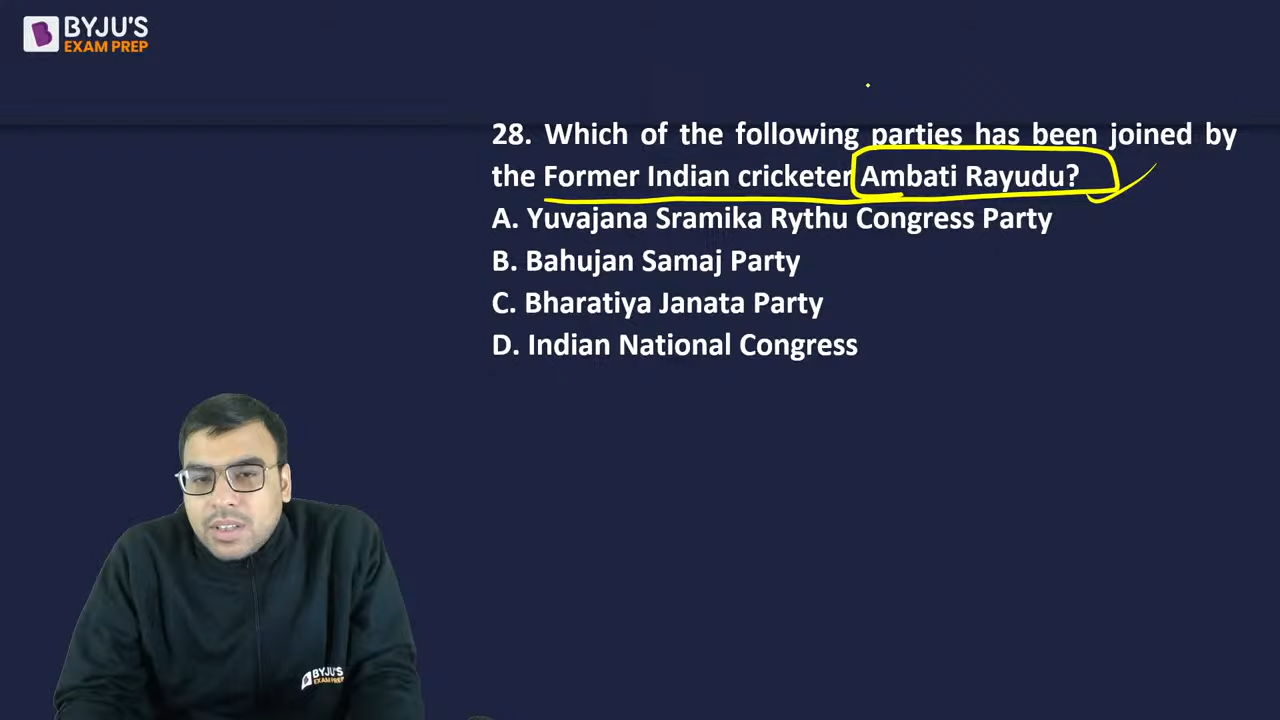 BYJU'S
EXAM PREP
28. Which of the following parties has been joined by
the Former Indian cricketer Ambati Rayudu?
A. Yuvajana Sramika Rythu Congress Party
B. Bahujan Samaj Party
C. Bharatiya Janata Party
D. Indian National Congress
BYJU'S
EXAM PREP